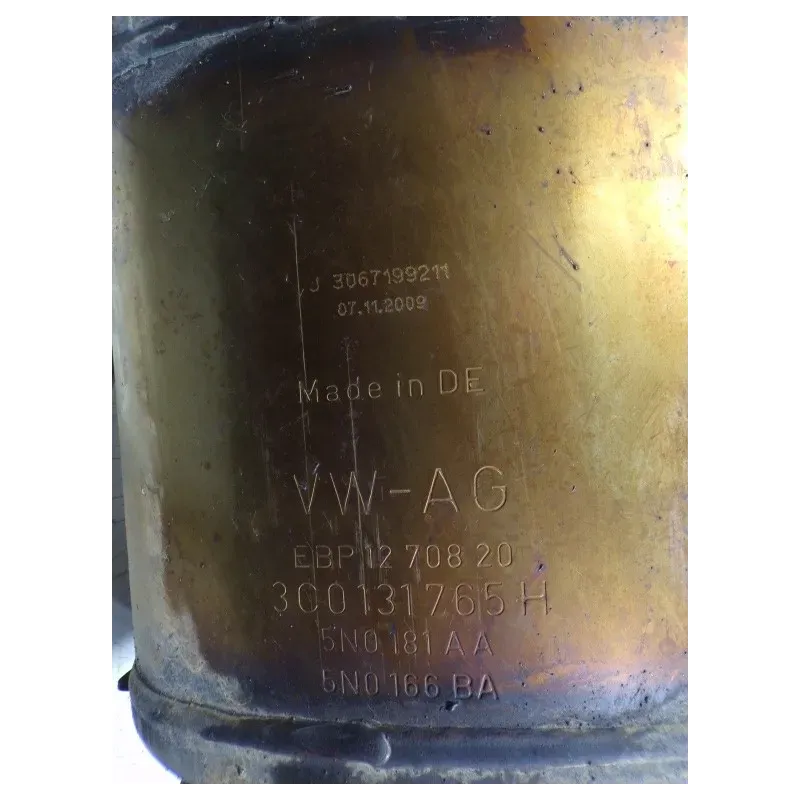 J 3067199211
07.11.2009
Made in DE
VW-AG
EBP 12 708 20
3C0131765H
5N0 181 AA
5N0 166 BA